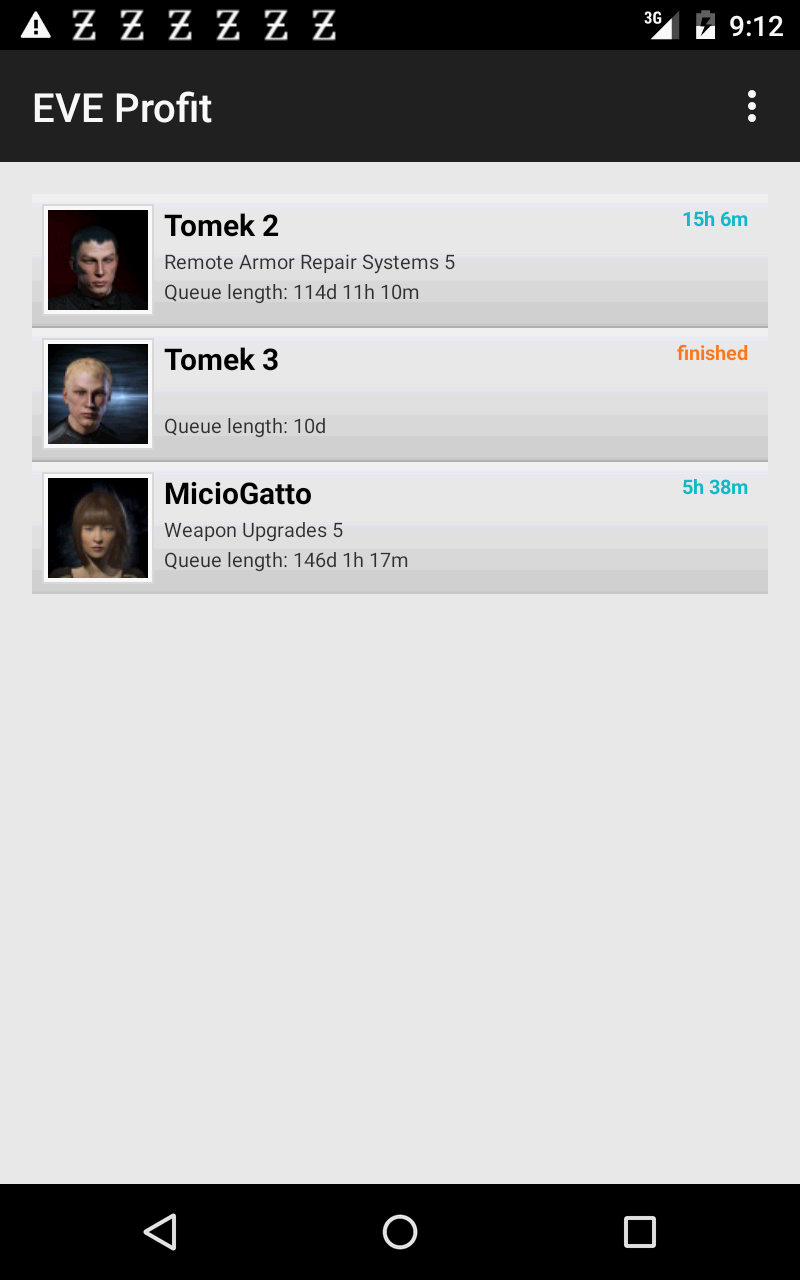 Z Z Z Z Z Z 3G 9:12
EVE Profit
Tomek 2 15h 6m
Remote Armor Repair Systems 5
Queue length: 114d 11h 10m
Tomek 3 finished
Queue length: 10d
MicioGatto 5h 38m
Weapon Upgrades 5
Queue length: 146d 1h 17m